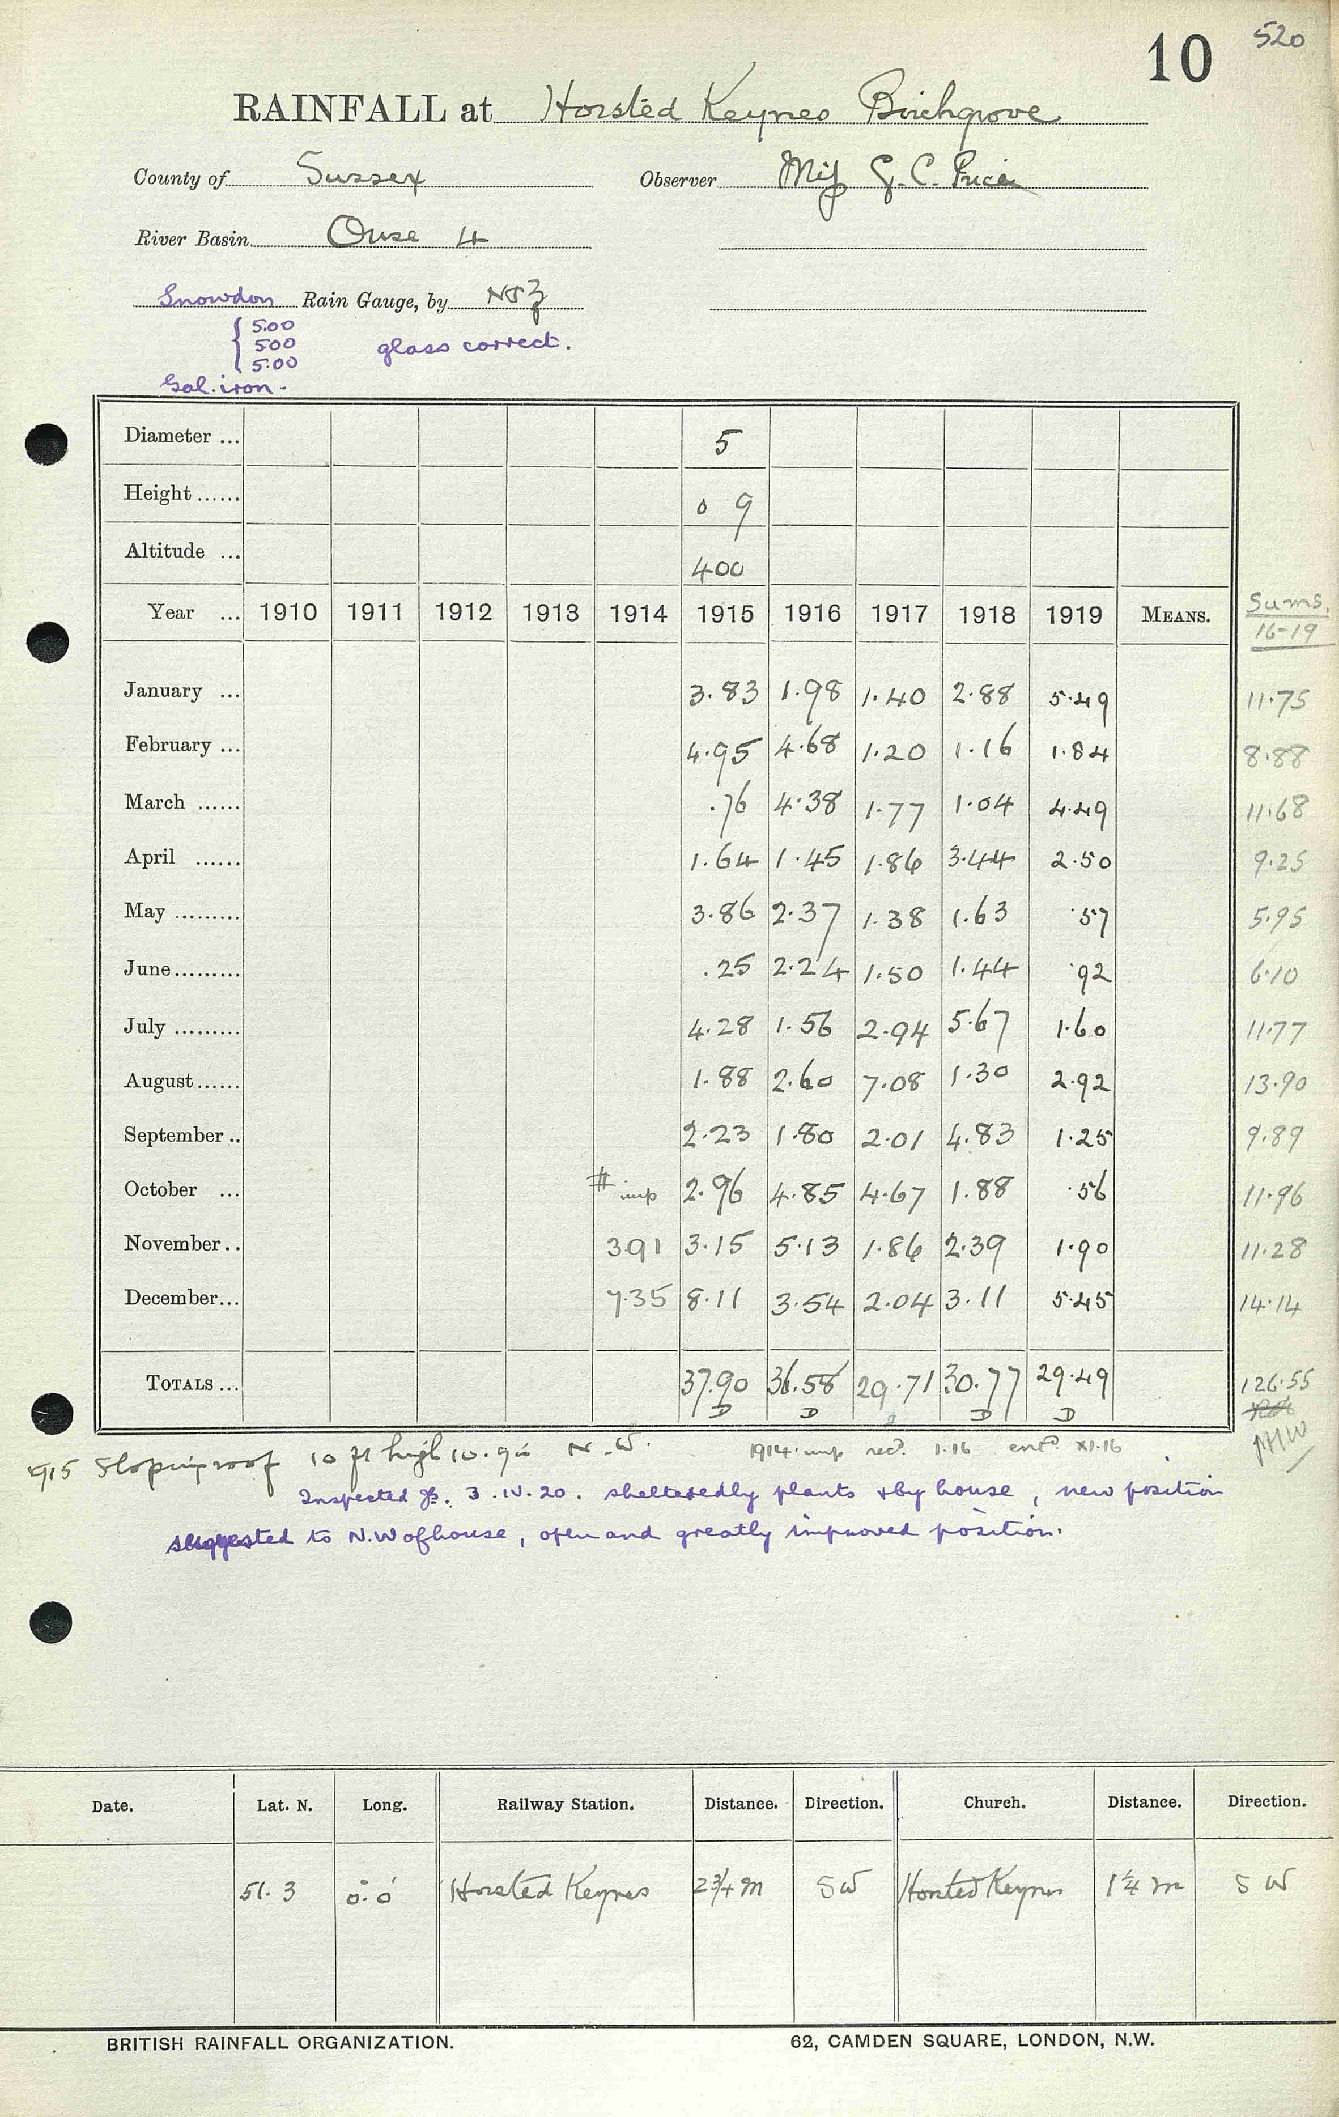 10 520
RAINFALL at Horsted Keynes Birchgrove
County of Sussex Observer Miss G. C. Price
River Basin Ouse 4
Snowdon Rain Gauge, by N & Z
5.00
500 glass correct.
5.00
Gal. iron.
Diameter ... 5
Height ...... 0 9
Altitude ... 400
Year ... 1910 1911 1912 1913 1914 1915 1916 1917 1918 1919 MEANS. Sums. 16-19
January ... 3.83 1.98 1.40 2.88 5.49 11.75
February ... 4.95 4.68 1.20 1.16 1.84 8.88
March ...... .76 4.38 1.77 1.04 4.49 11.68
April ...... 1.64 1.45 1.86 3.44 2.50 9.25
May ......... 3.86 2.37 1.38 1.63 .57 5.95
June ......... .25 2.24 1.50 1.44 .92 6.10
July ......... 4.28 1.56 2.94 5.67 1.60 11.77
August ...... 1.88 2.60 7.08 1.30 2.92 13.90
September .. 2.23 1.80 2.01 4.83 1.25 9.89
October ... # imp 2.96 4.85 4.67 1.88 .56 11.96
November .. 3.91 3.15 5.13 1.86 2.39 1.90 11.28
December ... 7.35 8.11 3.54 2.04 3.11 5.45 14.14
TOTALS ... 37.90 36.58 29.71 30.77 29.49 126.55
D D D D
1915 Sloping roof 10 ft high 10. 9 in N.W. 1914 imp recd. 1.16 entd. X1.16
Inspected 3.IV.20. shelteredly plants & by house, new position
suggested to N.W of house, open and greatly improved position.
Date. Lat. N. Long. Railway Station. Distance. Direction. Church. Distance. Direction.
51. 3 0°. 0' Horsted Keynes 2 3/4 m SW Horsted Keynes 1 1/4 m SW
BRITISH RAINFALL ORGANIZATION. 62, CAMDEN SQUARE, LONDON, N.W.